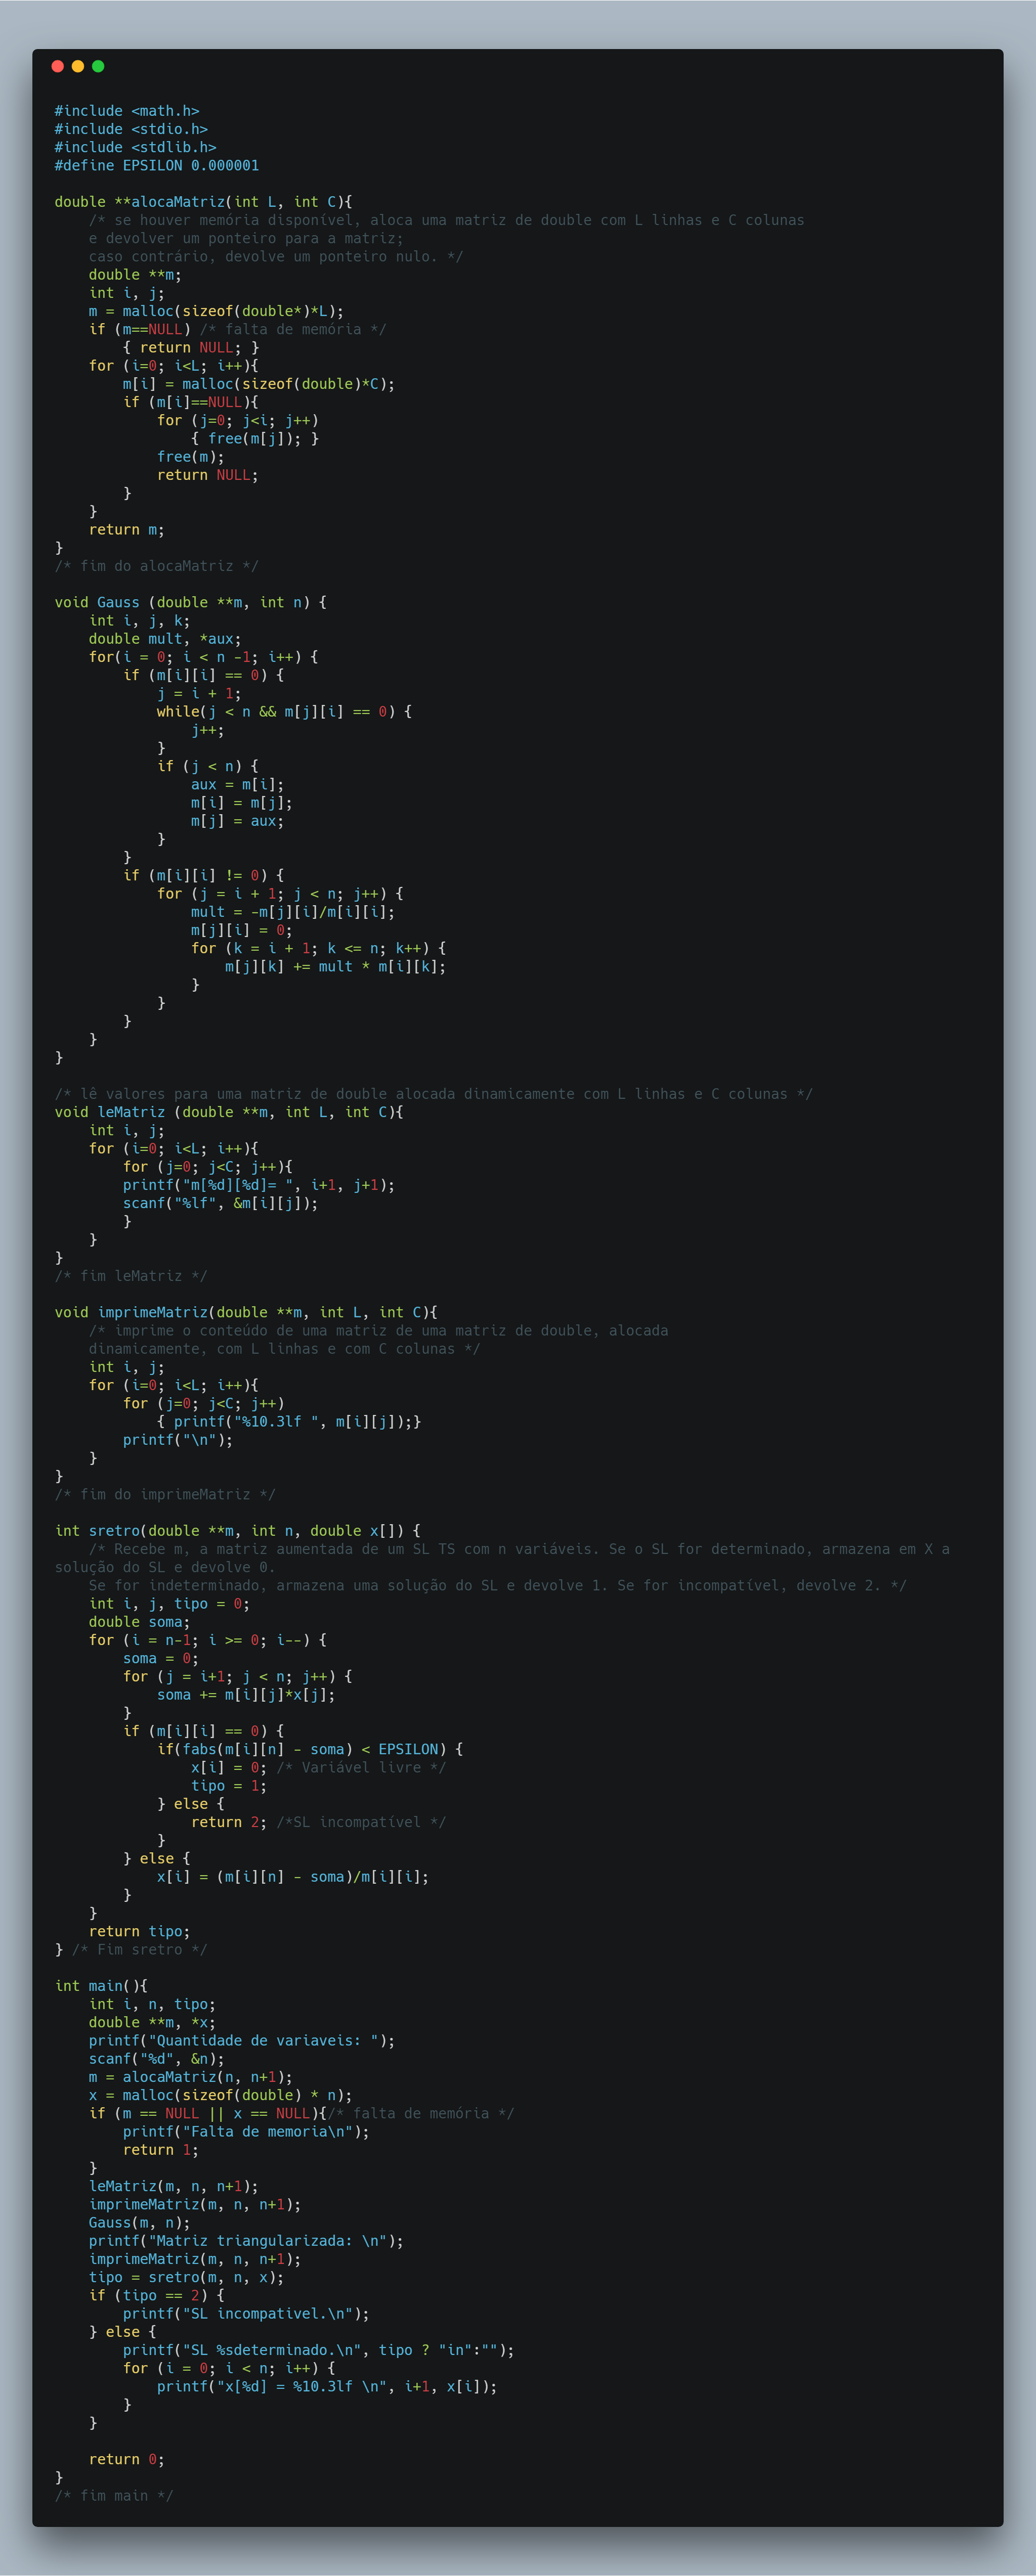 #include <math.h>
#include <stdio.h>
#include <stdlib.h>
#define EPSILON 0.000001

double **alocaMatriz(int L, int C){
    /* se houver memória disponível, aloca uma matriz de double com L linhas e C colunas
    e devolver um ponteiro para a matriz;
    caso contrário, devolve um ponteiro nulo. */
    double **m;
    int i, j;
    m = malloc(sizeof(double*)*L);
    if (m==NULL) /* falta de memória */
        { return NULL; }
    for (i=0; i<L; i++){
        m[i] = malloc(sizeof(double)*C);
        if (m[i]==NULL){
            for (j=0; j<i; j++)
                { free(m[j]); }
            free(m);
            return NULL;
        }
    }
    return m;
}
/* fim do alocaMatriz */

void Gauss (double **m, int n) {
    int i, j, k;
    double mult, *aux;
    for(i = 0; i < n -1; i++) {
        if (m[i][i] == 0) {
            j = i + 1;
            while(j < n && m[j][i] == 0) {
                j++;
            }
            if (j < n) {
                aux = m[i];
                m[i] = m[j];
                m[j] = aux;
            }
        }
        if (m[i][i] != 0) {
            for (j = i + 1; j < n; j++) {
                mult = -m[j][i]/m[i][i];
                m[j][i] = 0;
                for (k = i + 1; k <= n; k++) {
                    m[j][k] += mult * m[i][k];
                }
            }
        }
    }
}

/* lê valores para uma matriz de double alocada dinamicamente com L linhas e C colunas */
void leMatriz (double **m, int L, int C){
    int i, j;
    for (i=0; i<L; i++){
        for (j=0; j<C; j++){
        printf("m[%d][%d]= ", i+1, j+1);
        scanf("%lf", &m[i][j]);
        }
    }
}
/* fim leMatriz */

void imprimeMatriz(double **m, int L, int C){
    /* imprime o conteúdo de uma matriz de uma matriz de double, alocada
    dinamicamente, com L linhas e com C colunas */
    int i, j;
    for (i=0; i<L; i++){
        for (j=0; j<C; j++)
            { printf("%10.3lf ", m[i][j]);}
        printf("\n");
    }
}
/* fim do imprimeMatriz */

int sretro(double **m, int n, double x[]) {
    /* Recebe m, a matriz aumentada de um SL TS com n variáveis. Se o SL for determinado, armazena em X a
solução do SL e devolve 0.
    Se for indeterminado, armazena uma solução do SL e devolve 1. Se for incompatível, devolve 2. */
    int i, j, tipo = 0;
    double soma;
    for (i = n-1; i >= 0; i--) {
        soma = 0;
        for (j = i+1; j < n; j++) {
            soma += m[i][j]*x[j];
        }
        if (m[i][i] == 0) {
            if(fabs(m[i][n] - soma) < EPSILON) {
                x[i] = 0; /* Variável livre */
                tipo = 1;
            } else {
                return 2; /*SL incompatível */
            }
        } else {
            x[i] = (m[i][n] - soma)/m[i][i];
        }
    }
    return tipo;
} /* Fim sretro */

int main(){
    int i, n, tipo;
    double **m, *x;
    printf("Quantidade de variaveis: ");
    scanf("%d", &n);
    m = alocaMatriz(n, n+1);
    x = malloc(sizeof(double) * n);
    if (m == NULL || x == NULL){/* falta de memória */
        printf("Falta de memoria\n");
        return 1;
    }
    leMatriz(m, n, n+1);
    imprimeMatriz(m, n, n+1);
    Gauss(m, n);
    printf("Matriz triangularizada: \n");
    imprimeMatriz(m, n, n+1);
    tipo = sretro(m, n, x);
    if (tipo == 2) {
        printf("SL incompativel.\n");
    } else {
        printf("SL %sdeterminado.\n", tipo ? "in":"");
        for (i = 0; i < n; i++) {
            printf("x[%d] = %10.3lf \n", i+1, x[i]);
        }
    }

    return 0;
}
/* fim main */